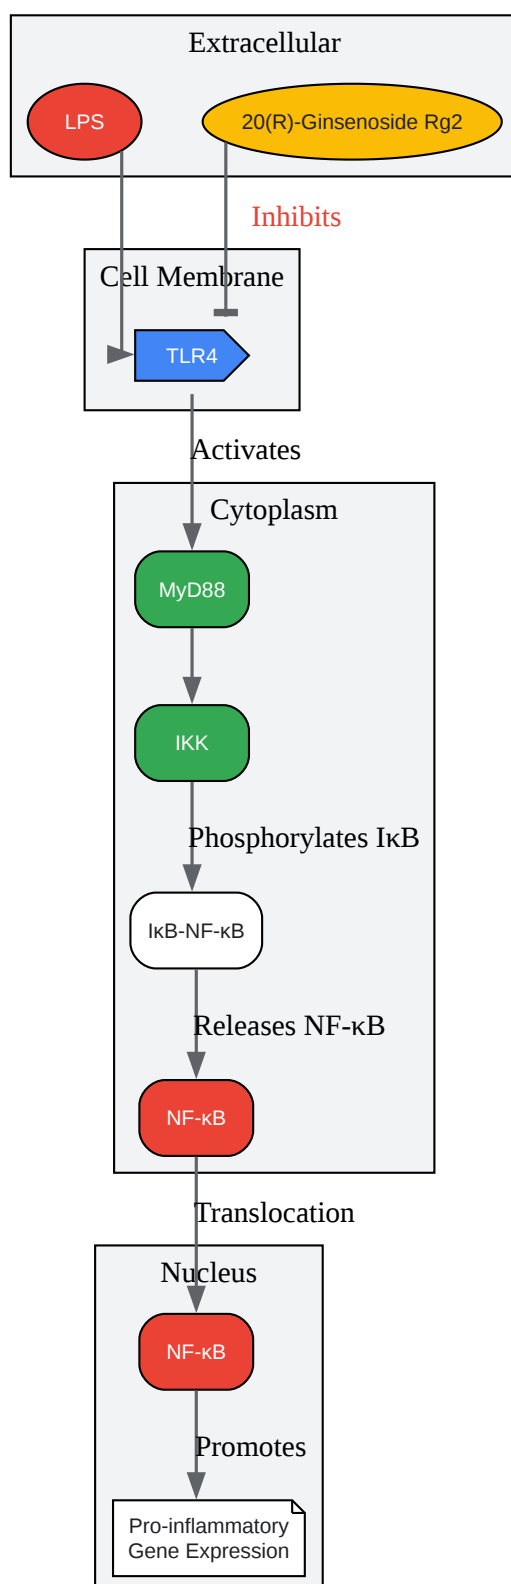 Extracellular
LPS
20(R)-Ginsenoside Rg2
Inhibits
Cell Membrane
TLR4
Activates
Cytoplasm
MyD88
IKK
Phosphorylates IκB
IκB-NF-κB
Releases NF-κB
NF-κB
Translocation
Nucleus
NF-κB
Promotes
Pro-inflammatory
Gene Expression